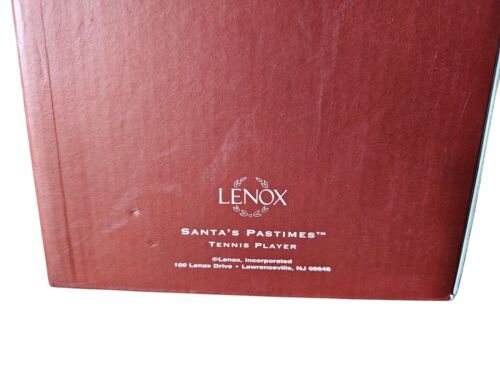 LENOX
SANTA'S PASTIMES™
TENNIS PLAYER
©Lenox, Incorporated
100 Lenox Drive • Lawrenceville, NJ 08648